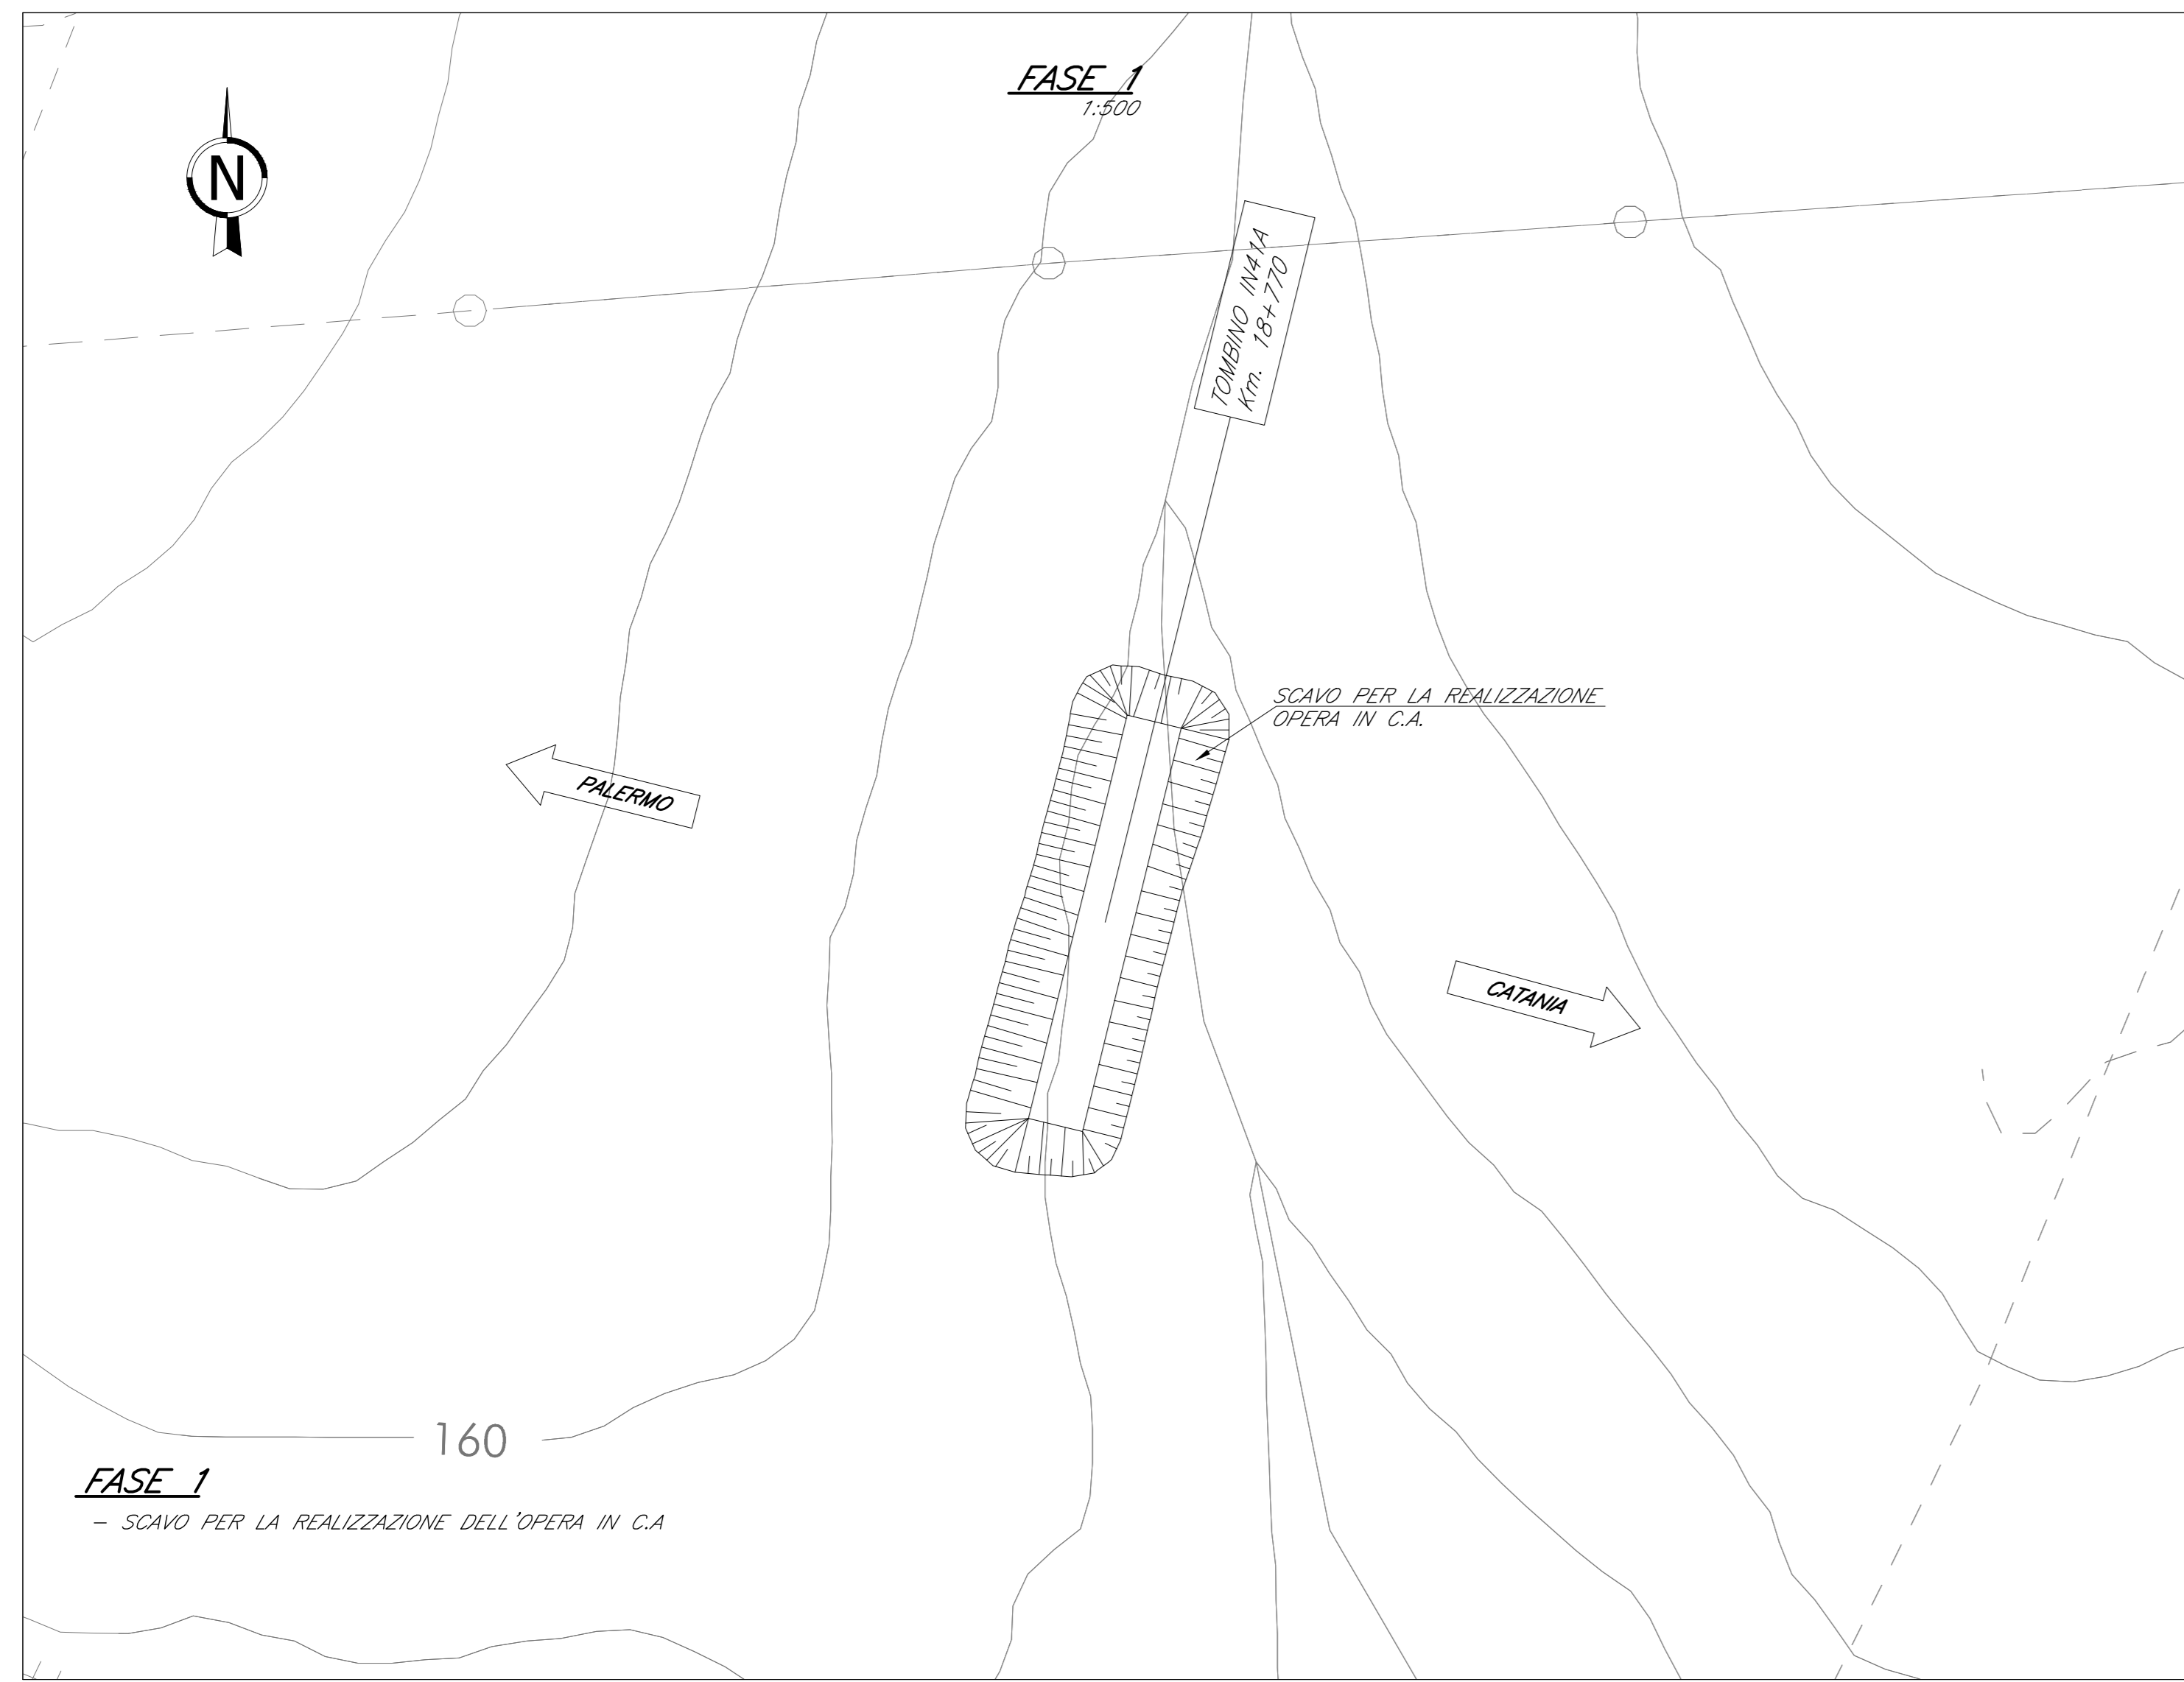 FASE 1
1:500
N
TOMBINO IN41A
Km. 18+770
SCAVO PER LA REALIZZAZIONE
OPERA IN C.A.
PALERMO
CATANIA
160
FASE 1
– SCAVO PER LA REALIZZAZIONE DELL'OPERA IN C.A